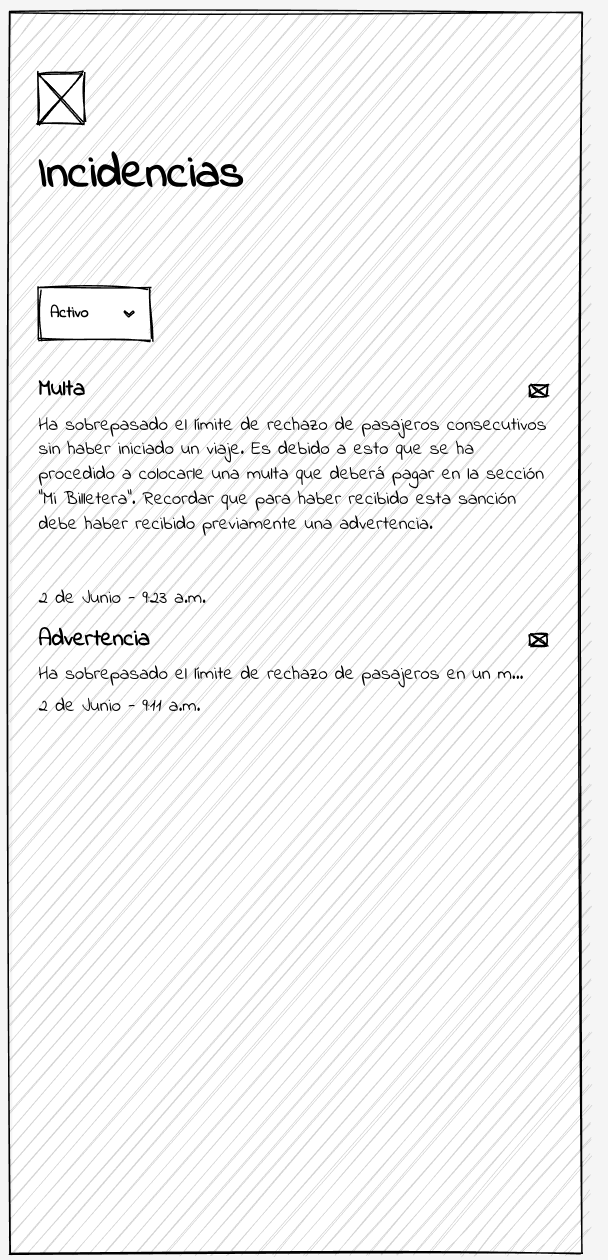 Incidencias
Activo
Multa
Ha sobrepasado el límite de rechazo de pasajeros consecutivos
sin haber iniciado un viaje. Es debido a esto que se ha
procedido a colocarle una multa que deberá pagar en la sección
"Mi Billetera". Recordar que para haber recibido esta sanción
debe haber recibido previamente una advertencia.
2 de Junio - 9:23 a.m.
Advertencia
Ha sobrepasado el límite de rechazo de pasajeros en un m...
2 de Junio - 9:11 a.m.